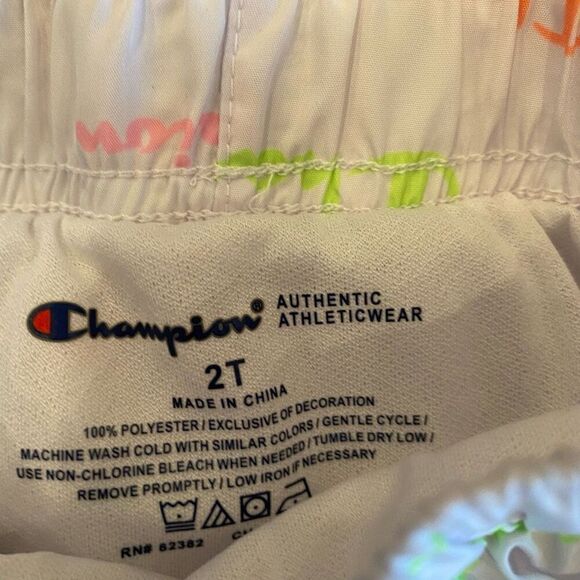 Champion® AUTHENTIC
ATHLETICWEAR
2T
MADE IN CHINA
100% POLYESTER / EXCLUSIVE OF DECORATION
MACHINE WASH COLD WITH SIMILAR COLORS / GENTLE CYCLE /
USE NON-CHLORINE BLEACH WHEN NEEDED / TUMBLE DRY LOW /
REMOVE PROMPTLY / LOW IRON IF NECESSARY
RN# 62382